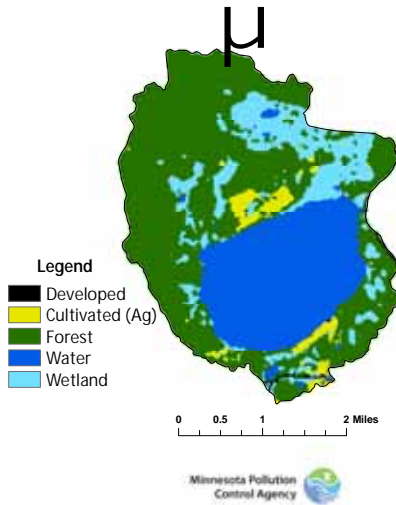 µ
Legend
Developed
Cultivated (Ag)
Forest
Water
Wetland
0 0.5 1 2 Miles
Minnesota Pollution
Control Agency